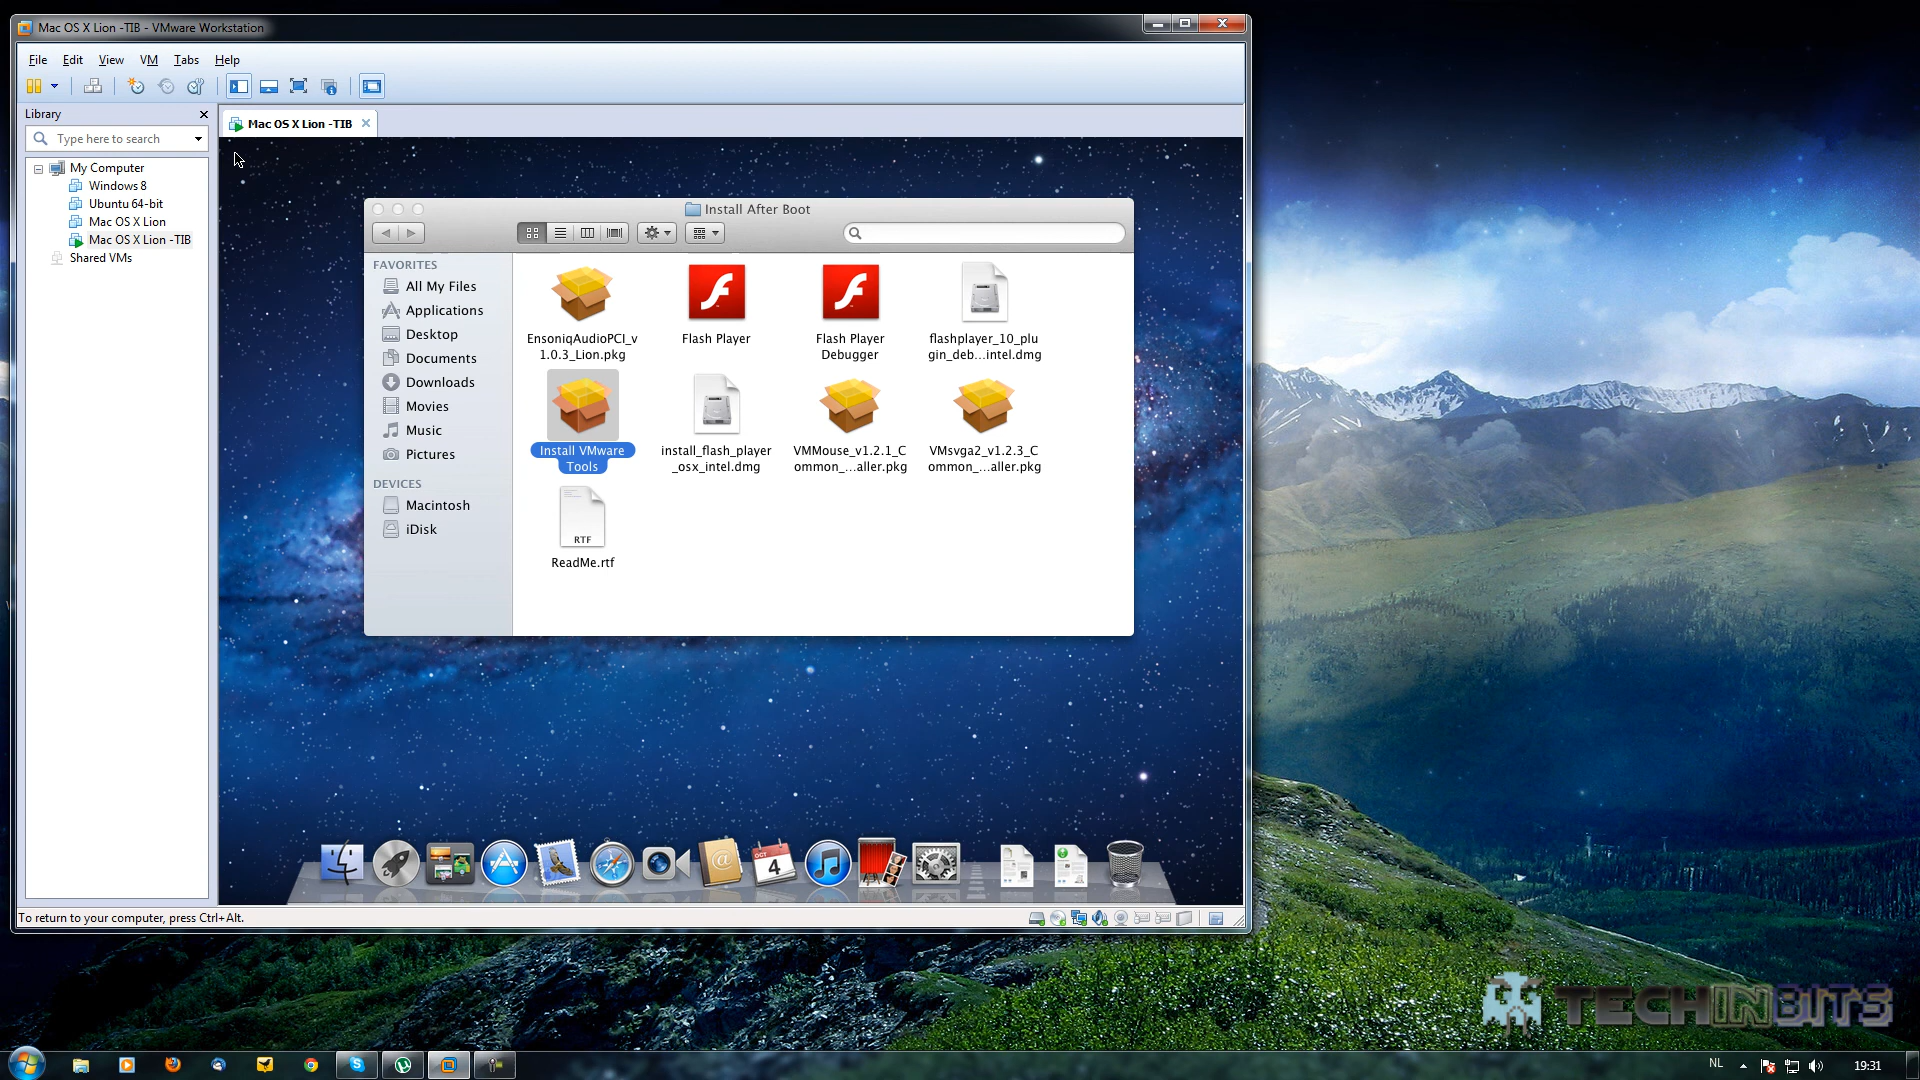 Mac OS X Lion -TIB - VMware Workstation
File Edit View VM Tabs Help
Library
Type here to search
My Computer
Windows 8
Ubuntu 64-bit
Mac OS X Lion
Mac OS X Lion -TIB
Shared VMs
Mac OS X Lion -TIB
Install After Boot
FAVORITES
All My Files
Applications
Desktop
Documents
Downloads
Movies
Music
Pictures
DEVICES
Macintosh
iDisk
EnsoniqAudioPCI_v
1.0.3_Lion.pkg
Flash Player
Flash Player
Debugger
flashplayer_10_plu
gin_deb...intel.dmg
Install VMware
Tools
install_flash_player
_osx_intel.dmg
VMMouse_v1.2.1_C
ommon_...aller.pkg
VMsvga2_v1.2.3_C
ommon_...aller.pkg
RTF
ReadMe.rtf
OCT
4
To return to your computer, press Ctrl+Alt.
TECHINBITS
NL
19:31